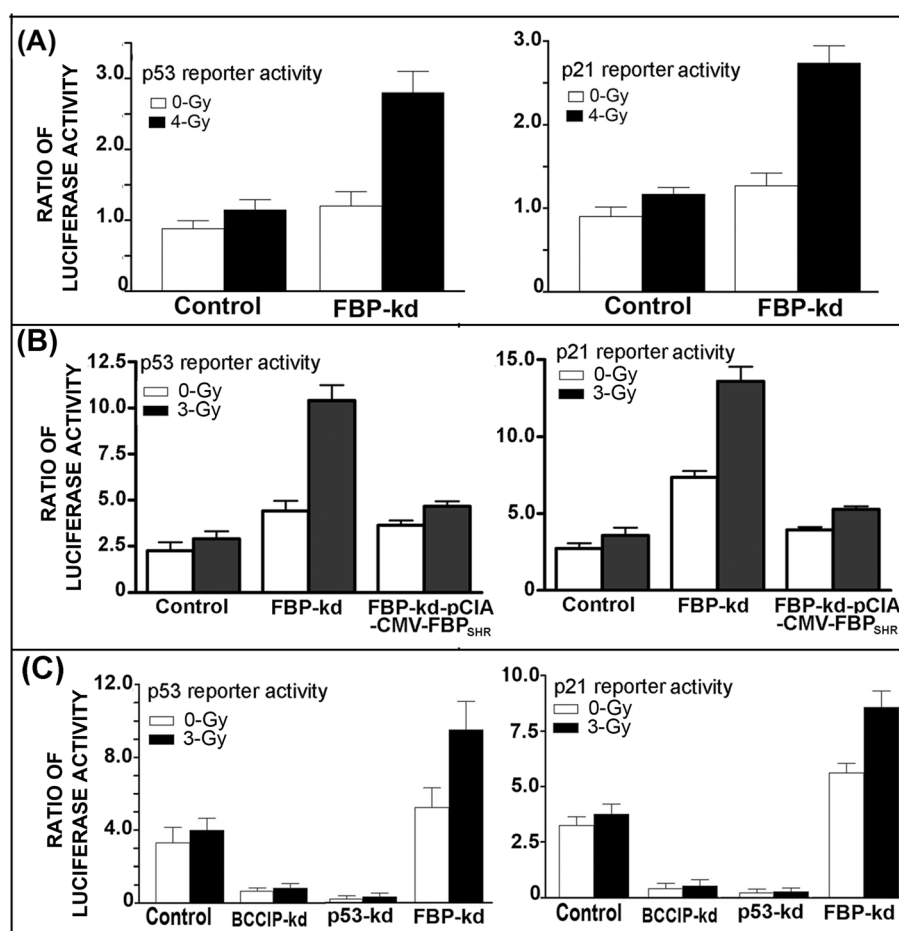 (A)
RATIO OF
LUCIFERASE ACTIVITY
p53 reporter activity
0-Gy
4-Gy
3.0
2.0
1.0
0
Control
FBP-kd
p21 reporter activity
0-Gy
4-Gy
3.0
2.0
1.0
0
Control
FBP-kd
(B)
RATIO OF
LUCIFERASE ACTIVITY
p53 reporter activity
0-Gy
3-Gy
12.5
10.0
7.5
5.0
2.5
0
Control
FBP-kd
FBP-kd-pCIA
-CMV-FBPSHR
p21 reporter activity
0-Gy
3-Gy
15.0
10.0
5.0
0
Control
FBP-kd
FBP-kd-pCIA
-CMV-FBPSHR
(C)
RATIO OF
LUCIFERASE ACTIVITY
p53 reporter activity
0-Gy
3-Gy
12.0
8.0
4.0
0
Control
BCCIP-kd
p53-kd
FBP-kd
p21 reporter activity
0-Gy
3-Gy
10.0
7.5
5.0
2.5
0
Control
BCCIP-kd
p53-kd
FBP-kd